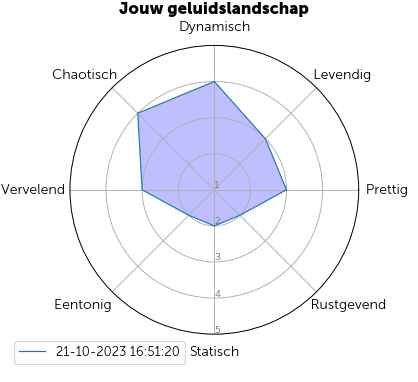 Jouw geluidslandschap
Dynamisch
Chaotisch
Levendig
Vervelend
1
Prettig
2
3
4
Eentonig
Rustgevend
5
21-10-2023 16:51:20
Statisch